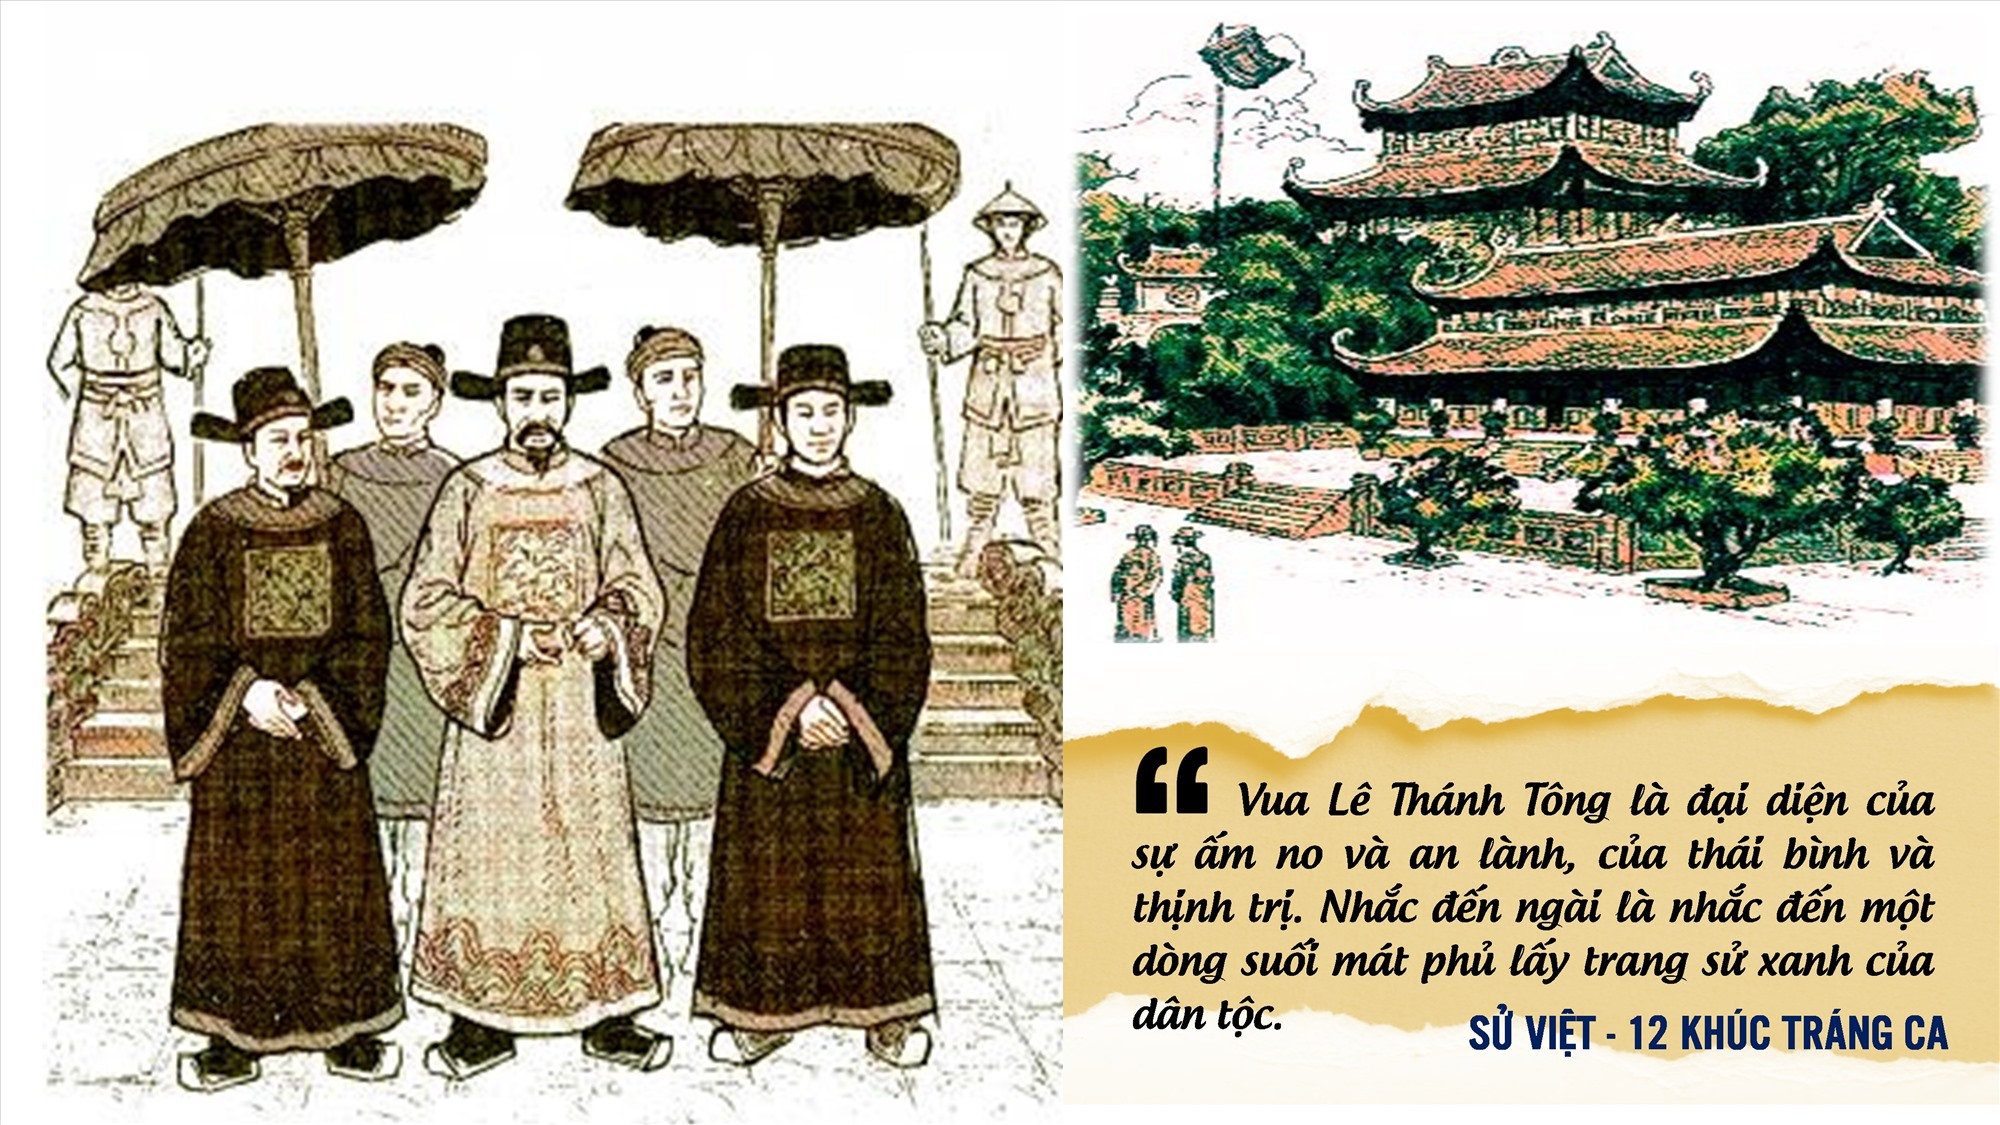 “ Vua Lê Thánh Tông là đại diện của
sự ấm no và an lành, của thái bình và
thịnh trị. Nhắc đến ngài là nhắc đến một
dòng suối mát phủ lấy trang sử xanh của
dân tộc.
SỬ VIỆT - 12 KHÚC TRÁNG CA